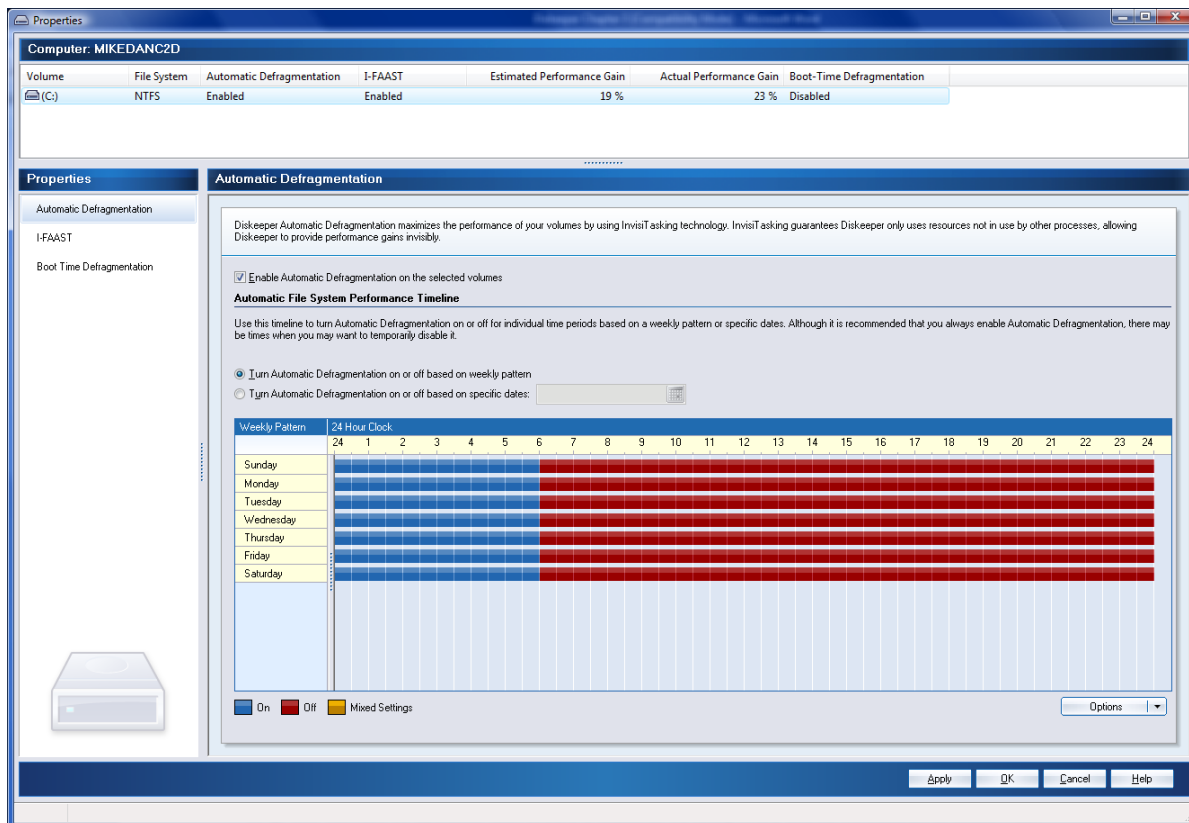 Properties
Computer: MIKEDANC2D
Volume File System Automatic Defragmentation I-FAAST Estimated Performance Gain Actual Performance Gain Boot-Time Defragmentation
(C:) NTFS Enabled Enabled 19 % 23 % Disabled
Properties
Automatic Defragmentation
I-FAAST
Boot Time Defragmentation
Automatic Defragmentation
Diskeeper Automatic Defragmentation maximizes the performance of your volumes by using InvisiTasking technology. InvisiTasking guarantees Diskeeper only uses resources not in use by other processes, allowing
Diskeeper to provide performance gains invisibly.
Enable Automatic Defragmentation on the selected volumes
Automatic File System Performance Timeline
Use this timeline to turn Automatic Defragmentation on or off for individual time periods based on a weekly pattern or specific dates. Although it is recommended that you always enable Automatic Defragmentation, there may
be times when you may want to temporarily disable it.
Turn Automatic Defragmentation on or off based on weekly pattern
Turn Automatic Defragmentation on or off based on specific dates:
Weekly Pattern 24 Hour Clock
24 1 2 3 4 5 6 7 8 9 10 11 12 13 14 15 16 17 18 19 20 21 22 23 24
Sunday
Monday
Tuesday
Wednesday
Thursday
Friday
Saturday
On Off Mixed Settings
Options
Apply OK Cancel Help